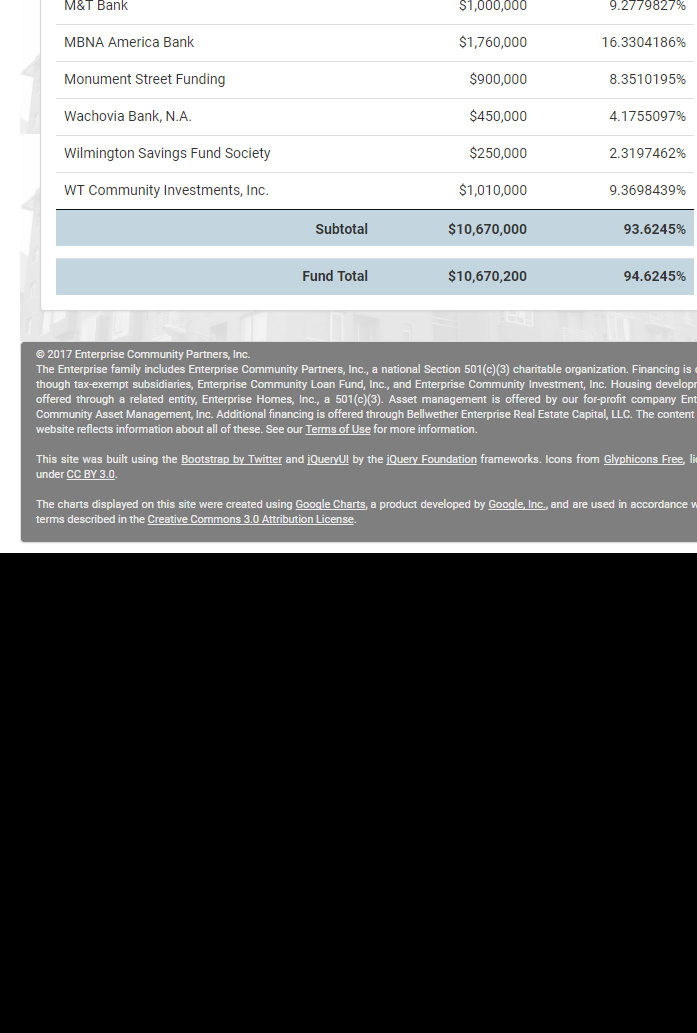 M&T Bank $1,000,000 9.2779827%
MBNA America Bank $1,760,000 16.3304186%
Monument Street Funding $900,000 8.3510195%
Wachovia Bank, N.A. $450,000 4.1755097%
Wilmington Savings Fund Society $250,000 2.3197462%
WT Community Investments, Inc. $1,010,000 9.3698439%
Subtotal $10,670,000 93.6245%
Fund Total $10,670,200 94.6245%
© 2017 Enterprise Community Partners, Inc.
The Enterprise family includes Enterprise Community Partners, Inc., a national Section 501(c)(3) charitable organization. Financing is
though tax-exempt subsidiaries, Enterprise Community Loan Fund, Inc., and Enterprise Community Investment, Inc. Housing
offered through a related entity, Enterprise Homes, Inc., a 501(c)(3). Asset management is offered by our for-profit company
Community Asset Management, Inc. Additional financing is offered through Bellwether Enterprise Real Estate Capital, LLC. The content
website reflects information about all of these. See our Terms of Use for more information.
This site was built using the Bootstrap by Twitter and jQueryUI by the jQuery Foundation frameworks. Icons from Glyphicons Free,
under CC BY 3.0.
The charts displayed on this site were created using Google Charts, a product developed by Google, Inc., and are used in accordance
terms described in the Creative Commons 3.0 Attribution License.